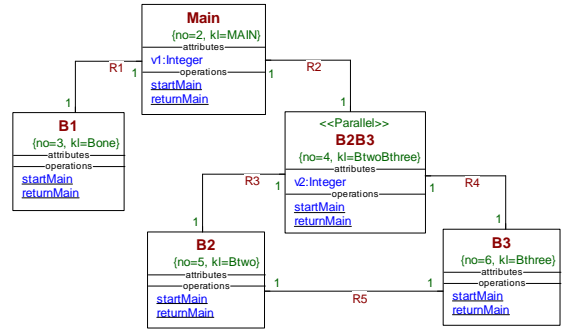 Main
{no=2, kl=MAIN}
attributes
v1:Integer
operations
startMain
returnMain
R1
1
1
R2
1
1
B1
{no=3, kl=Bone}
attributes
operations
startMain
returnMain
<<Parallel>>
B2B3
{no=4, kl=BtwoBthree}
attributes
v2:Integer
operations
startMain
returnMain
R3
1
1
R4
1
1
B2
{no=5, kl=Btwo}
attributes
operations
startMain
returnMain
B3
{no=6, kl=Bthree}
attributes
operations
startMain
returnMain
1
R5
1